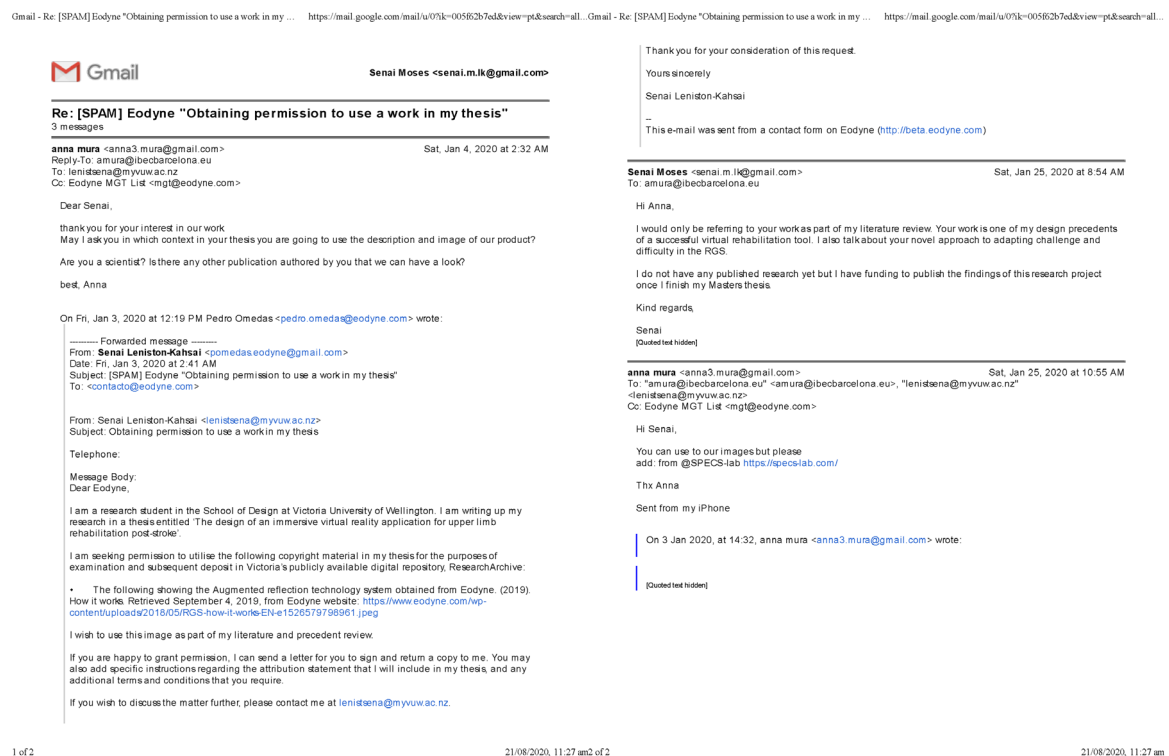 Gmail - Re: [SPAM] Eodyne "Obtaining permission to use a work in my ...
https://mail.google.com/mail/u/0?ik=005f62b7ed&view=pt&search=all...
Gmail
Senai Moses <senai.m.lk@gmail.com>
Re: [SPAM] Eodyne "Obtaining permission to use a work in my thesis"
3 messages
anna mura <anna3.mura@gmail.com>
Sat, Jan 4, 2020 at 2:32 AM
Reply-To: amura@ibecbarcelona.eu
To: lenistsena@myvuw.ac.nz
Cc: Eodyne MGT List <mgt@eodyne.com>
Dear Senai,
thank you for your interest in our work
May I ask you in which context in your thesis you are going to use the description and image of our product?
Are you a scientist? Is there any other publication authored by you that we can have a look?
best, Anna
On Fri, Jan 3, 2020 at 12:19 PM Pedro Omedas <pedro.omedas@eodyne.com> wrote:
---------- Forwarded message ---------
From: Senai Leniston-Kahsai <pomedas.eodyne@gmail.com>
Date: Fri, Jan 3, 2020 at 2:41 AM
Subject: [SPAM] Eodyne "Obtaining permission to use a work in my thesis"
To: <contacto@eodyne.com>
From: Senai Leniston-Kahsai <lenistsena@myvuw.ac.nz>
Subject: Obtaining permission to use a work in my thesis
Telephone:
Message Body:
Dear Eodyne,
I am a research student in the School of Design at Victoria University of Wellington. I am writing up my
research in a thesis entitled 'The design of an immersive virtual reality application for upper limb
rehabilitation post-stroke'.
I am seeking permission to utilise the following copyright material in my thesis for the purposes of
examination and subsequent deposit in Victoria's publicly available digital repository, ResearchArchive:
• The following showing the Augmented reflection technology system obtained from Eodyne. (2019).
How it works. Retrieved September 4, 2019, from Eodyne website: https://www.eodyne.com/wp-
content/uploads/2018/05/RGS-how-it-works-EN-e1526579798961.jpeg
I wish to use this image as part of my literature and precedent review.
If you are happy to grant permission, I can send a letter for you to sign and return a copy to me. You may
also add specific instructions regarding the attribution statement that I will include in my thesis, and any
additional terms and conditions that you require.
If you wish to discuss the matter further, please contact me at lenistsena@myvuw.ac.nz.
1 of 2
21/08/2020, 11:27 am
Gmail - Re: [SPAM] Eodyne "Obtaining permission to use a work in my ...
https://mail.google.com/mail/u/0?ik=005f62b7ed&view=pt&search=all...
Thank you for your consideration of this request.
Yours sincerely
Senai Leniston-Kahsai
--
This e-mail was sent from a contact form on Eodyne (http://beta.eodyne.com)
Senai Moses <senai.m.lk@gmail.com>
Sat, Jan 25, 2020 at 8:54 AM
To: amura@ibecbarcelona.eu
Hi Anna,
I would only be referring to your work as part of my literature review. Your work is one of my design precedents
of a successful virtual rehabilitation tool. I also talk about your novel approach to adapting challenge and
difficulty in the RGS.
I do not have any published research yet but I have funding to publish the findings of this research project
once I finish my Masters thesis.
Kind regards,
Senai
[Quoted text hidden]
anna mura <anna3.mura@gmail.com>
Sat, Jan 25, 2020 at 10:55 AM
To: "amura@ibecbarcelona.eu" <amura@ibecbarcelona.eu>, "lenistsena@myvuw.ac.nz"
<lenistsena@myvuw.ac.nz>
Cc: Eodyne MGT List <mgt@eodyne.com>
Hi Senai,
You can use to our images but please
add: from @SPECS-lab https://specs-lab.com/
Thx Anna
Sent from my iPhone
On 3 Jan 2020, at 14:32, anna mura <anna3.mura@gmail.com> wrote:
[Quoted text hidden]
2 of 2
21/08/2020, 11:27 am